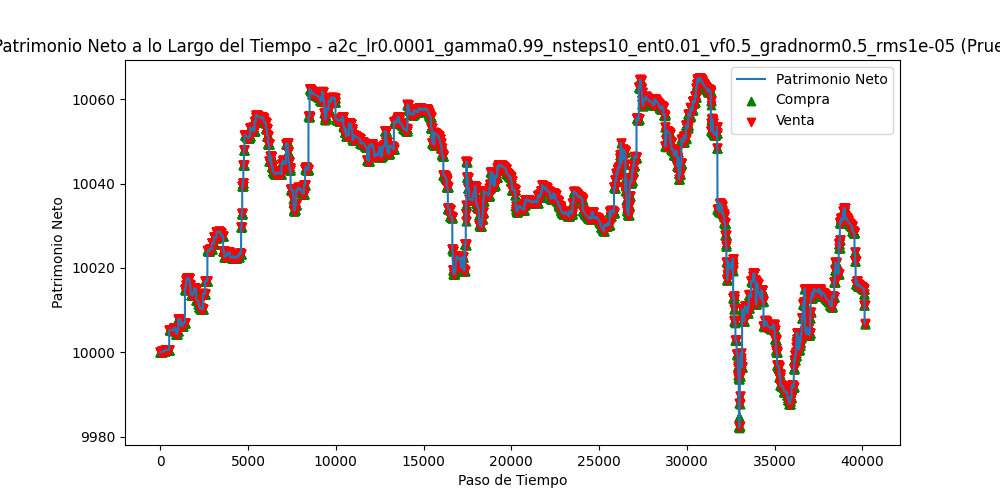 Patrimonio Neto a lo Largo del Tiempo - a2c_lr0.0001_gamma0.99_nsteps10_ent0.01_vf0.5_gradnorm0.5_rms1e-05 (Prue
Patrimonio Neto
Compra
Venta
10060
10040
10020
10000
9980
Patrimonio Neto
0 5000 10000 15000 20000 25000 30000 35000 40000
Paso de Tiempo